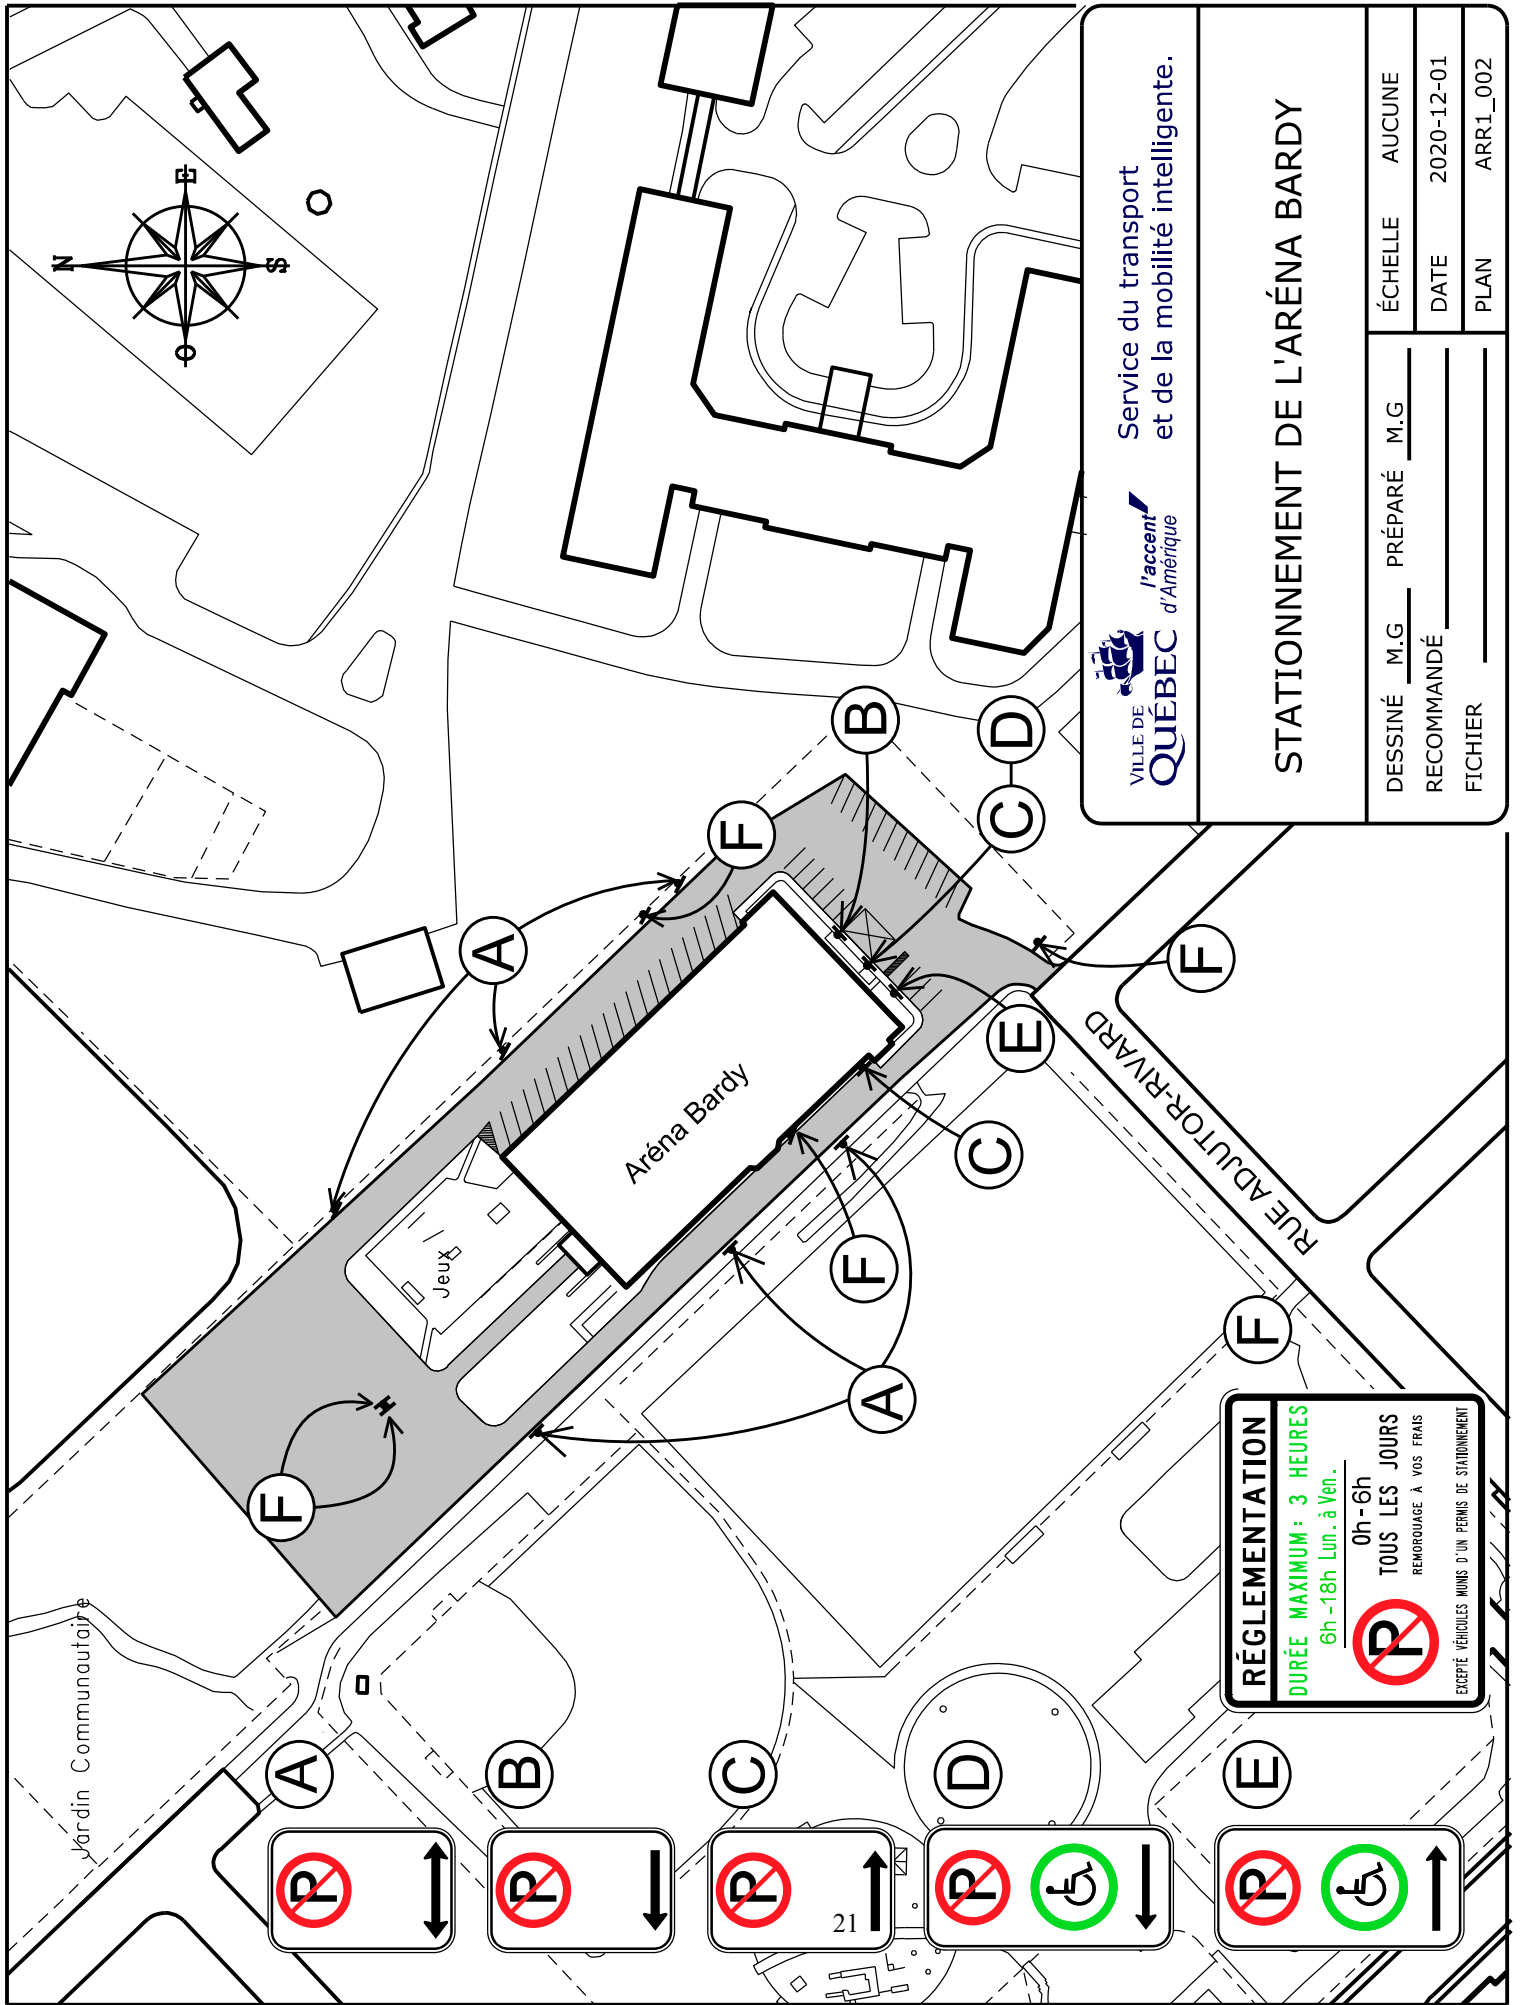 N
E
S
O
Jardin Communautaire
Jeux
Aréna Bardy
RUE ADJUTOR-RIVARD
A
A
B
C
D
E
C
F
F
F
F
F
A
P
B
P
C
P
21
D
P
E
P
RÉGLEMENTATION
DURÉE MAXIMUM: 3 HEURES
6h-18h Lun. à Ven.
P
0h-6h
TOUS LES JOURS
REMORQUAGE À VOS FRAIS
EXCEPTÉ VÉHICULES MUNIS D'UN PERMIS DE STATIONNEMENT
VILLE DE
QUÉBEC
l'accent
d'Amérique
Service du transport
et de la mobilité intelligente.
STATIONNEMENT DE L'ARÉNA BARDY
DESSINÉ M.G PRÉPARÉ M.G
RECOMMANDÉ
FICHIER
ÉCHELLE AUCUNE
DATE 2020-12-01
PLAN ARR1_002